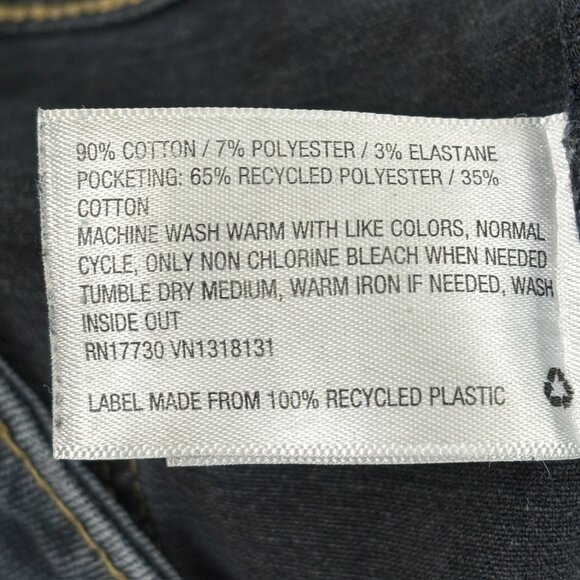 90% COTTON / 7% POLYESTER / 3% ELASTANE
POCKETING: 65% RECYCLED POLYESTER / 35%
COTTON
MACHINE WASH WARM WITH LIKE COLORS, NORMAL
CYCLE, ONLY NON CHLORINE BLEACH WHEN NEEDED
TUMBLE DRY MEDIUM, WARM IRON IF NEEDED, WASH
INSIDE OUT
RN17730 VN1318131
LABEL MADE FROM 100% RECYCLED PLASTIC